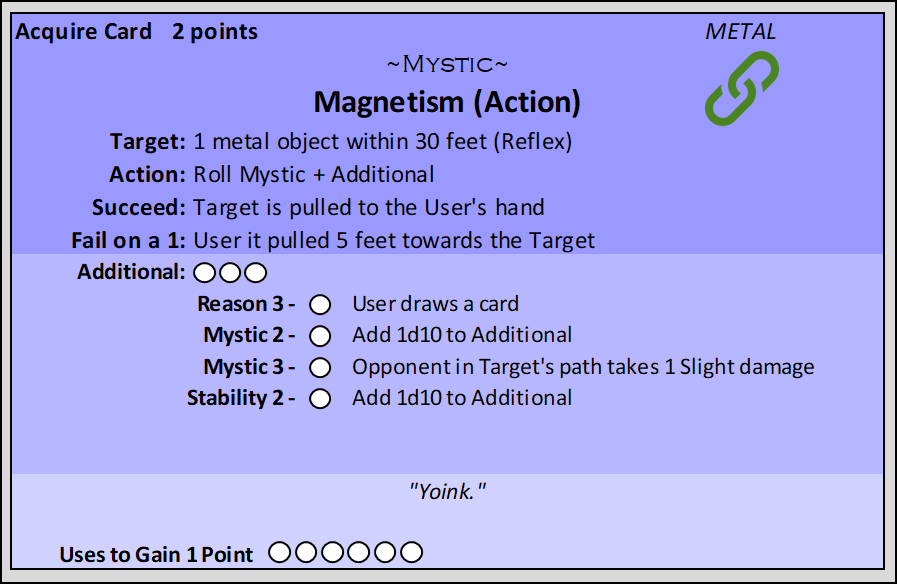 Acquire Card 2 points METAL
~Mystic~
Magnetism (Action)
Target: 1 metal object within 30 feet (Reflex)
Action: Roll Mystic + Additional
Succeed: Target is pulled to the User's hand
Fail on a 1: User it pulled 5 feet towards the Target
Additional:
Reason 3 - User draws a card
Mystic 2 - Add 1d10 to Additional
Mystic 3 - Opponent in Target's path takes 1 Slight damage
Stability 2 - Add 1d10 to Additional
"Yoink."
Uses to Gain 1 Point